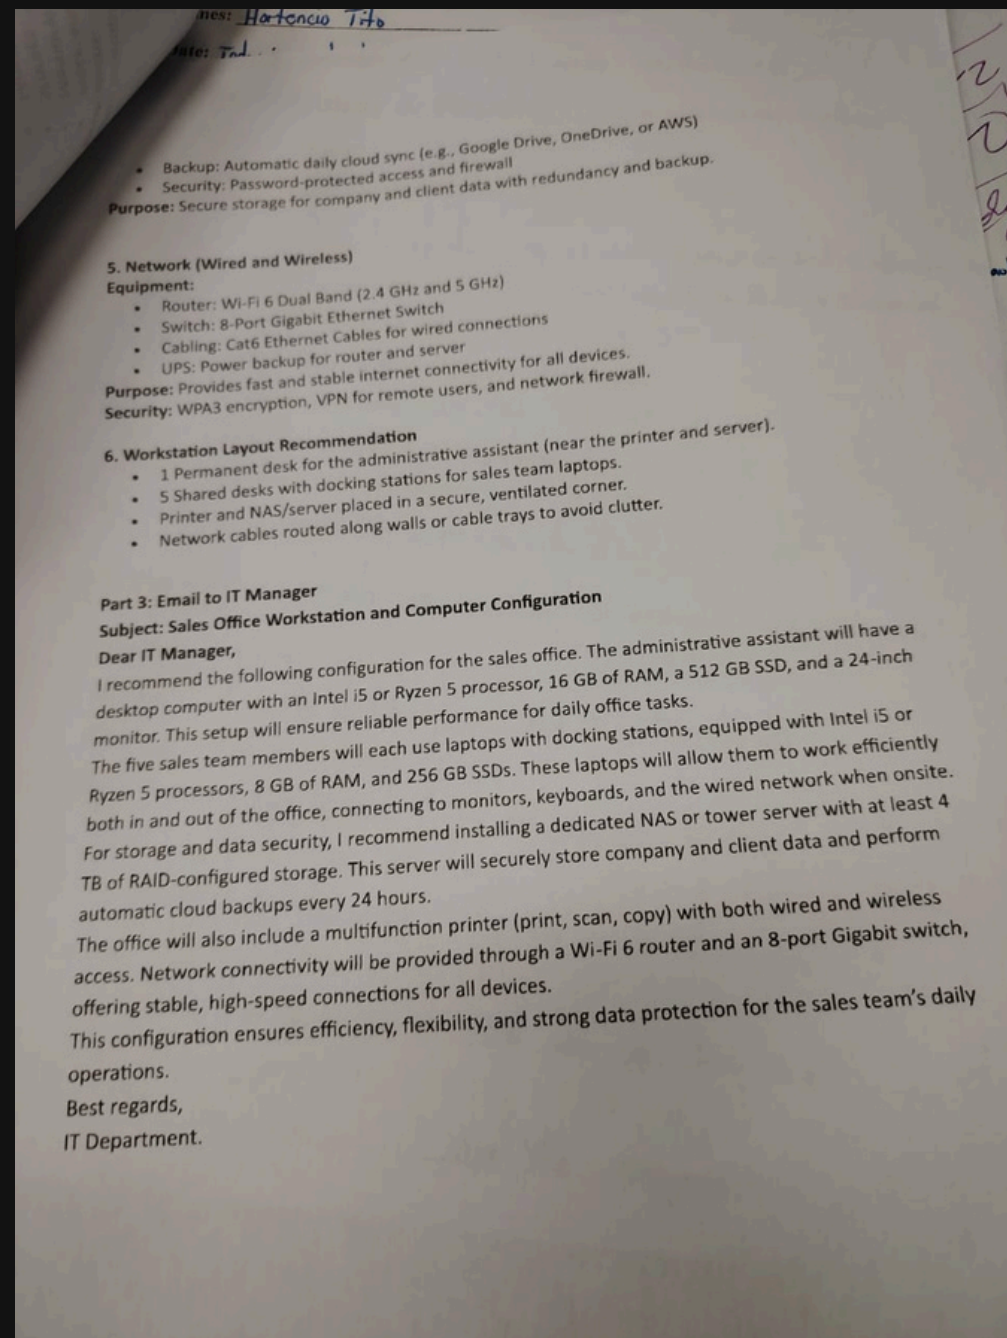 Hortencio Tito
• Backup: Automatic daily cloud sync (e.g., Google Drive, OneDrive, or AWS)
• Security: Password-protected access and firewall
Purpose: Secure storage for company and client data with redundancy and backup.
5. Network (Wired and Wireless)
Equipment:
• Router: Wi-Fi 6 Dual Band (2.4 GHz and 5 GHz)
• Switch: 8-Port Gigabit Ethernet Switch
• Cabling: Cat6 Ethernet Cables for wired connections
• UPS: Power backup for router and server
Purpose: Provides fast and stable internet connectivity for all devices.
Security: WPA3 encryption, VPN for remote users, and network firewall.
6. Workstation Layout Recommendation
• 1 Permanent desk for the administrative assistant (near the printer and server).
• 5 Shared desks with docking stations for sales team laptops.
• Printer and NAS/server placed in a secure, ventilated corner.
• Network cables routed along walls or cable trays to avoid clutter.
Part 3: Email to IT Manager
Subject: Sales Office Workstation and Computer Configuration
Dear IT Manager,
I recommend the following configuration for the sales office. The administrative assistant will have a
desktop computer with an Intel i5 or Ryzen 5 processor, 16 GB of RAM, a 512 GB SSD, and a 24-inch
monitor. This setup will ensure reliable performance for daily office tasks.
The five sales team members will each use laptops with docking stations, equipped with Intel i5 or
Ryzen 5 processors, 8 GB of RAM, and 256 GB SSDs. These laptops will allow them to work efficiently
both in and out of the office, connecting to monitors, keyboards, and the wired network when onsite.
For storage and data security, I recommend installing a dedicated NAS or tower server with at least 4
TB of RAID-configured storage. This server will securely store company and client data and perform
automatic cloud backups every 24 hours.
The office will also include a multifunction printer (print, scan, copy) with both wired and wireless
access. Network connectivity will be provided through a Wi-Fi 6 router and an 8-port Gigabit switch,
offering stable, high-speed connections for all devices.
This configuration ensures efficiency, flexibility, and strong data protection for the sales team's daily
operations.
Best regards,
IT Department.